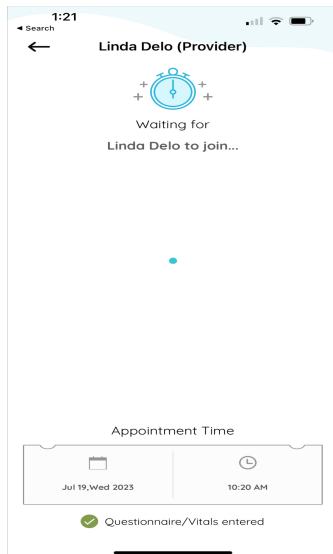 1:21
◄ Search
Linda Delo (Provider)
Waiting for
Linda Delo to join...
Appointment Time
Jul 19,Wed 2023
10:20 AM
Questionnaire/Vitals entered